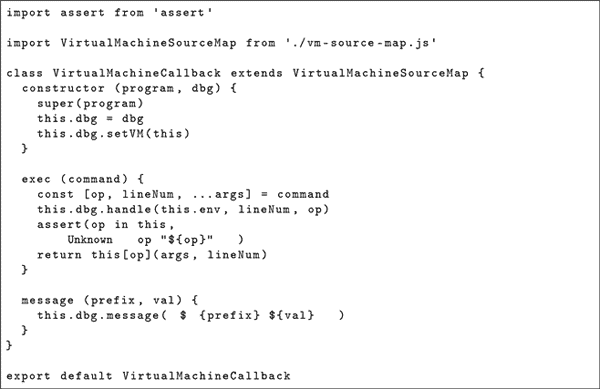 import assert from 'assert'
import VirtualMachineSourceMap from './vm-source-map.js'
class VirtualMachineCallback extends VirtualMachineSourceMap {
constructor (program, dbg) {
super(program)
this.dbg = dbg
this.dbg.setVM(this)
}
exec (command) {
const [op, lineNum, ...args] = command
this.dbg.handle(this.env, lineNum, op)
assert(op in this,
Unknown op "${op}" )
return this[op](args, lineNum)
}
message (prefix, val) {
this.dbg.message( $ {prefix} ${val} )
}
}
export default VirtualMachineCallback